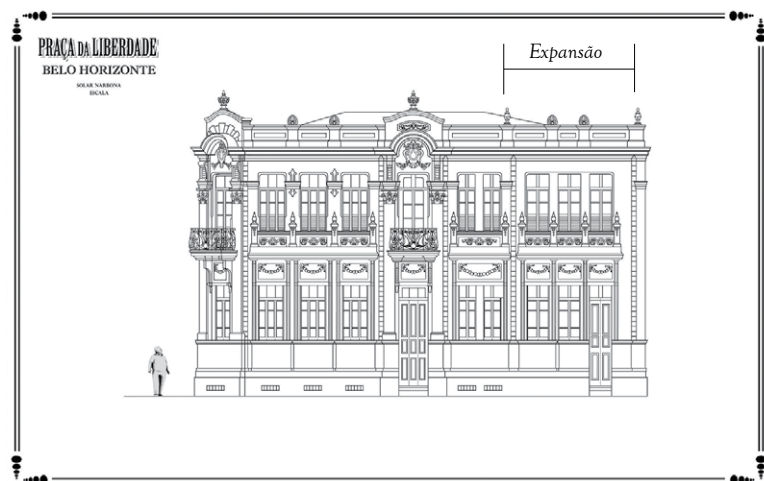 PRAÇA DA LIBERDADE
BELO HORIZONTE
SOLAR NARBONA
ESCALA
Expansão